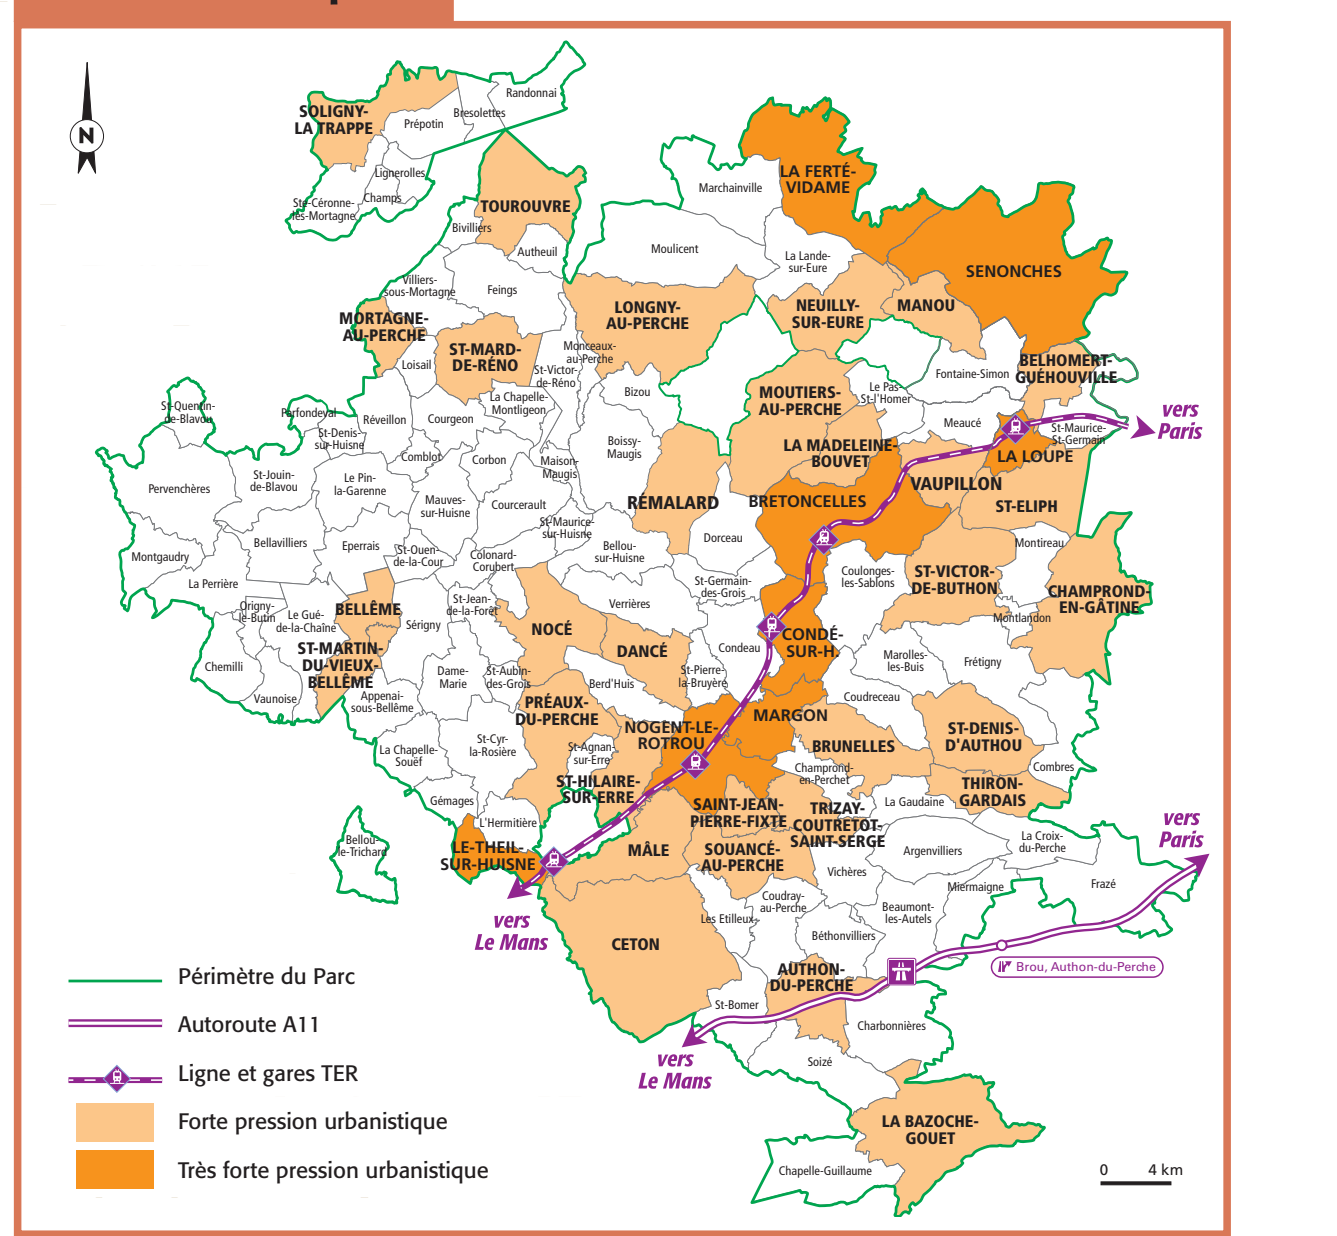 Randonnai
SOLIGNY-
LA TRAPPE
Bresolettes
Prépotin
N
Lignerolles
Champs
Ste-Céronne-
lès-Mortagne
TOUROUVRE
Bivilliers
Autheuil
Marchainville
LA FERTÉ-
VIDAME
Moulicent
La Lande-
sur-Eure
SENONCHES
Villiers-
sous-Mortagne
Feings
LONGNY-
AU-PERCHE
NEUILLY-
SUR-EURE
MANOU
MORTAGNE-
AU-PERCHE
ST-MARD-
DE-RÉNO
Loisail
Monceaux-
au-Perche
St-Victor-
de-Réno
BELHOMERT-
GUÉHOUVILLE
Fontaine-Simon
Bizou
MOUTIERS-
AU-PERCHE
Le Pas-
St-l'Homer
La Chapelle-
Montligeon
St-Quentin-
de-Blavou
Parfondeval
Réveillon
Courgeon
Meaucé
vers
Paris
St-Maurice-
St-Germain
St-Denis-
sur-Huisne
Boissy-
Maugis
LA MADELEINE-
BOUVET
LA LOUPE
Comblot
Corbon
Maison-
Maugis
St-Jouin-
de-Blavou
Le Pin-
la-Garenne
Pervenchères
VAUPILLON
RÉMALARD
BRETONCELLES
ST-ELIPH
Mauves-
sur-Huisne
Courcerault
St-Maurice-
sur-Huisne
Dorceau
Montireau
Bellavilliers
Eperrais
Montgaudry
St-Ouen-
de-la-Cour
Colonard-
Corubert
Bellou-
sur-Huisne
Coulonges-
les-Sablons
ST-VICTOR-
DE-BUTHON
St-Germain-
des-Grois
La Perrière
CHAMPROND-
EN-GÂTINE
Origny-
le-Butin
Le Gué-
de-la-Chaîne
BELLÊME
St-Jean-
de-la-Forêt
Verrières
Montlandon
Sérigny
NOCÉ
CONDÉ-
SUR-H.
DANCÉ
Condeau
ST-MARTIN-
DU-VIEUX-
BELLÊME
Chemilli
Marolles-
les-Buis
Frétigny
Dame-
Marie
St-Aubin-
des-Grois
Berd'Huis
St-Pierre-
la-Bruyère
Vaunoise
Appenai-
sous-Bellême
Coudreceau
PRÉAUX-
DU-PERCHE
MARGON
NOGENT-LE-
ROTROU
ST-DENIS-
D'AUTHOU
La Chapelle-
Souëf
St-Cyr-
la-Rosière
St-Agnan-
sur-Erre
BRUNELLES
Champrond-
en-Perchet
Combres
ST-HILAIRE-
SUR-ERRE
THIRON-
GARDAIS
Gémages
L'Hermitière
SAINT-JEAN-
PIERRE-FIXTE
TRIZAY-
COUTRETOT-
SAINT-SERGE
La Gaudaine
vers
Paris
Bellou-
le-Trichard
LE-THEIL-
SUR-HUISNE
MÂLE
SOUANCÉ-
AU-PERCHE
Argenvilliers
La Croix-
du-Perche
Vichères
Miermaigne
Frazé
Coudray-
au-Perche
Beaumont-
les-Autels
Les Etilleux
vers
Le Mans
CETON
Béthonvilliers
AUTHON-
DU-PERCHE
Brou, Authon-du-Perche
St-Bomer
Charbonnières
Soizé
vers
Le Mans
LA BAZOCHE-
GOUET
Chapelle-Guillaume
Périmètre du Parc
Autoroute A11
Ligne et gares TER
Forte pression urbanistique
Très forte pression urbanistique
0 4 km